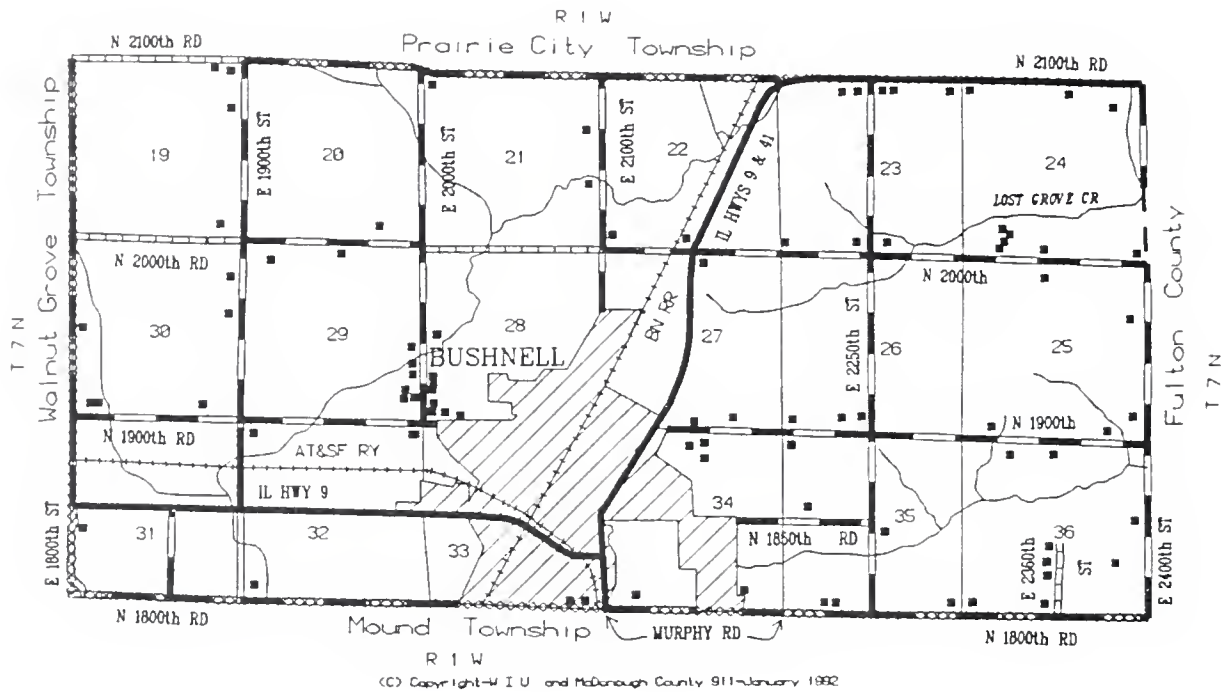 R 1 W
N 2100th RD
Prairie City Township
N 2100th RD
Walnut Grove Township
T 7 N
19
E 1900th ST
20
E 2000th ST
21
E 2100th ST
22
IL HWYS 9 & 41
23
24
LOST GROVE CR
Fulton County
T 7 N
N 2000th RD
N 2000th
30
29
28
BUSHNELL
BN RR
27
E 2250th ST
26
25
N 1900th RD
AT&SF RY
N 1900th
IL HWY 9
E 1800th ST
31
32
33
34
N 1850th RD
35
36
E 2360th ST
E 2400th ST
N 1800th RD
Mound Township
MURPHY RD
N 1800th RD
R 1 W
(C) Copyright-W I U and McDonough County 911-January 1992